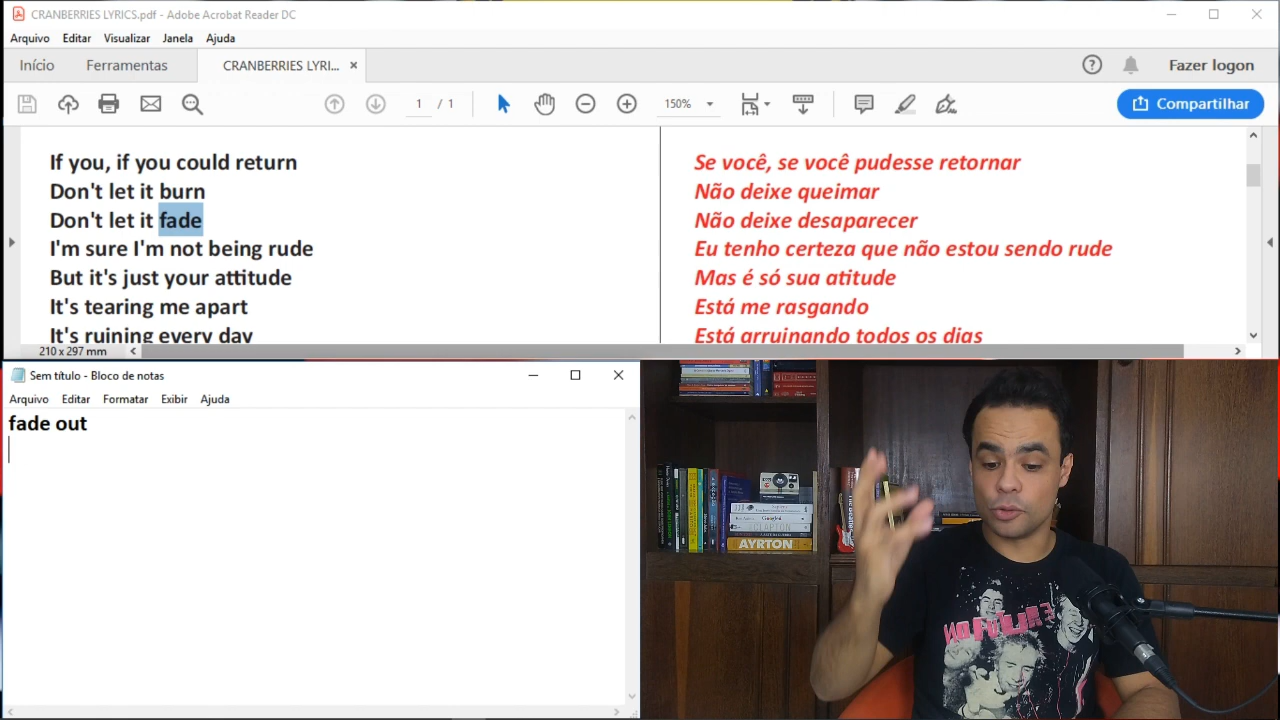 CRANBERRIES LYRICS.pdf - Adobe Acrobat Reader DC
Arquivo Editar Visualizar Janela Ajuda
Início Ferramentas CRANBERRIES LYRI... × Fazer logon
1 / 1 150% Compartilhar
If you, if you could return
Don't let it burn
Don't let it fade
I'm sure I'm not being rude
But it's just your attitude
It's tearing me apart
It's ruining every day
Se você, se você pudesse retornar
Não deixe queimar
Não deixe desaparecer
Eu tenho certeza que não estou sendo rude
Mas é só sua atitude
Está me rasgando
Está arruinando todos os dias
210 x 297 mm
Sem título - Bloco de notas
Arquivo Editar Formatar Exibir Ajuda
fade out
CLAPTON
AYRTON
The Beatles